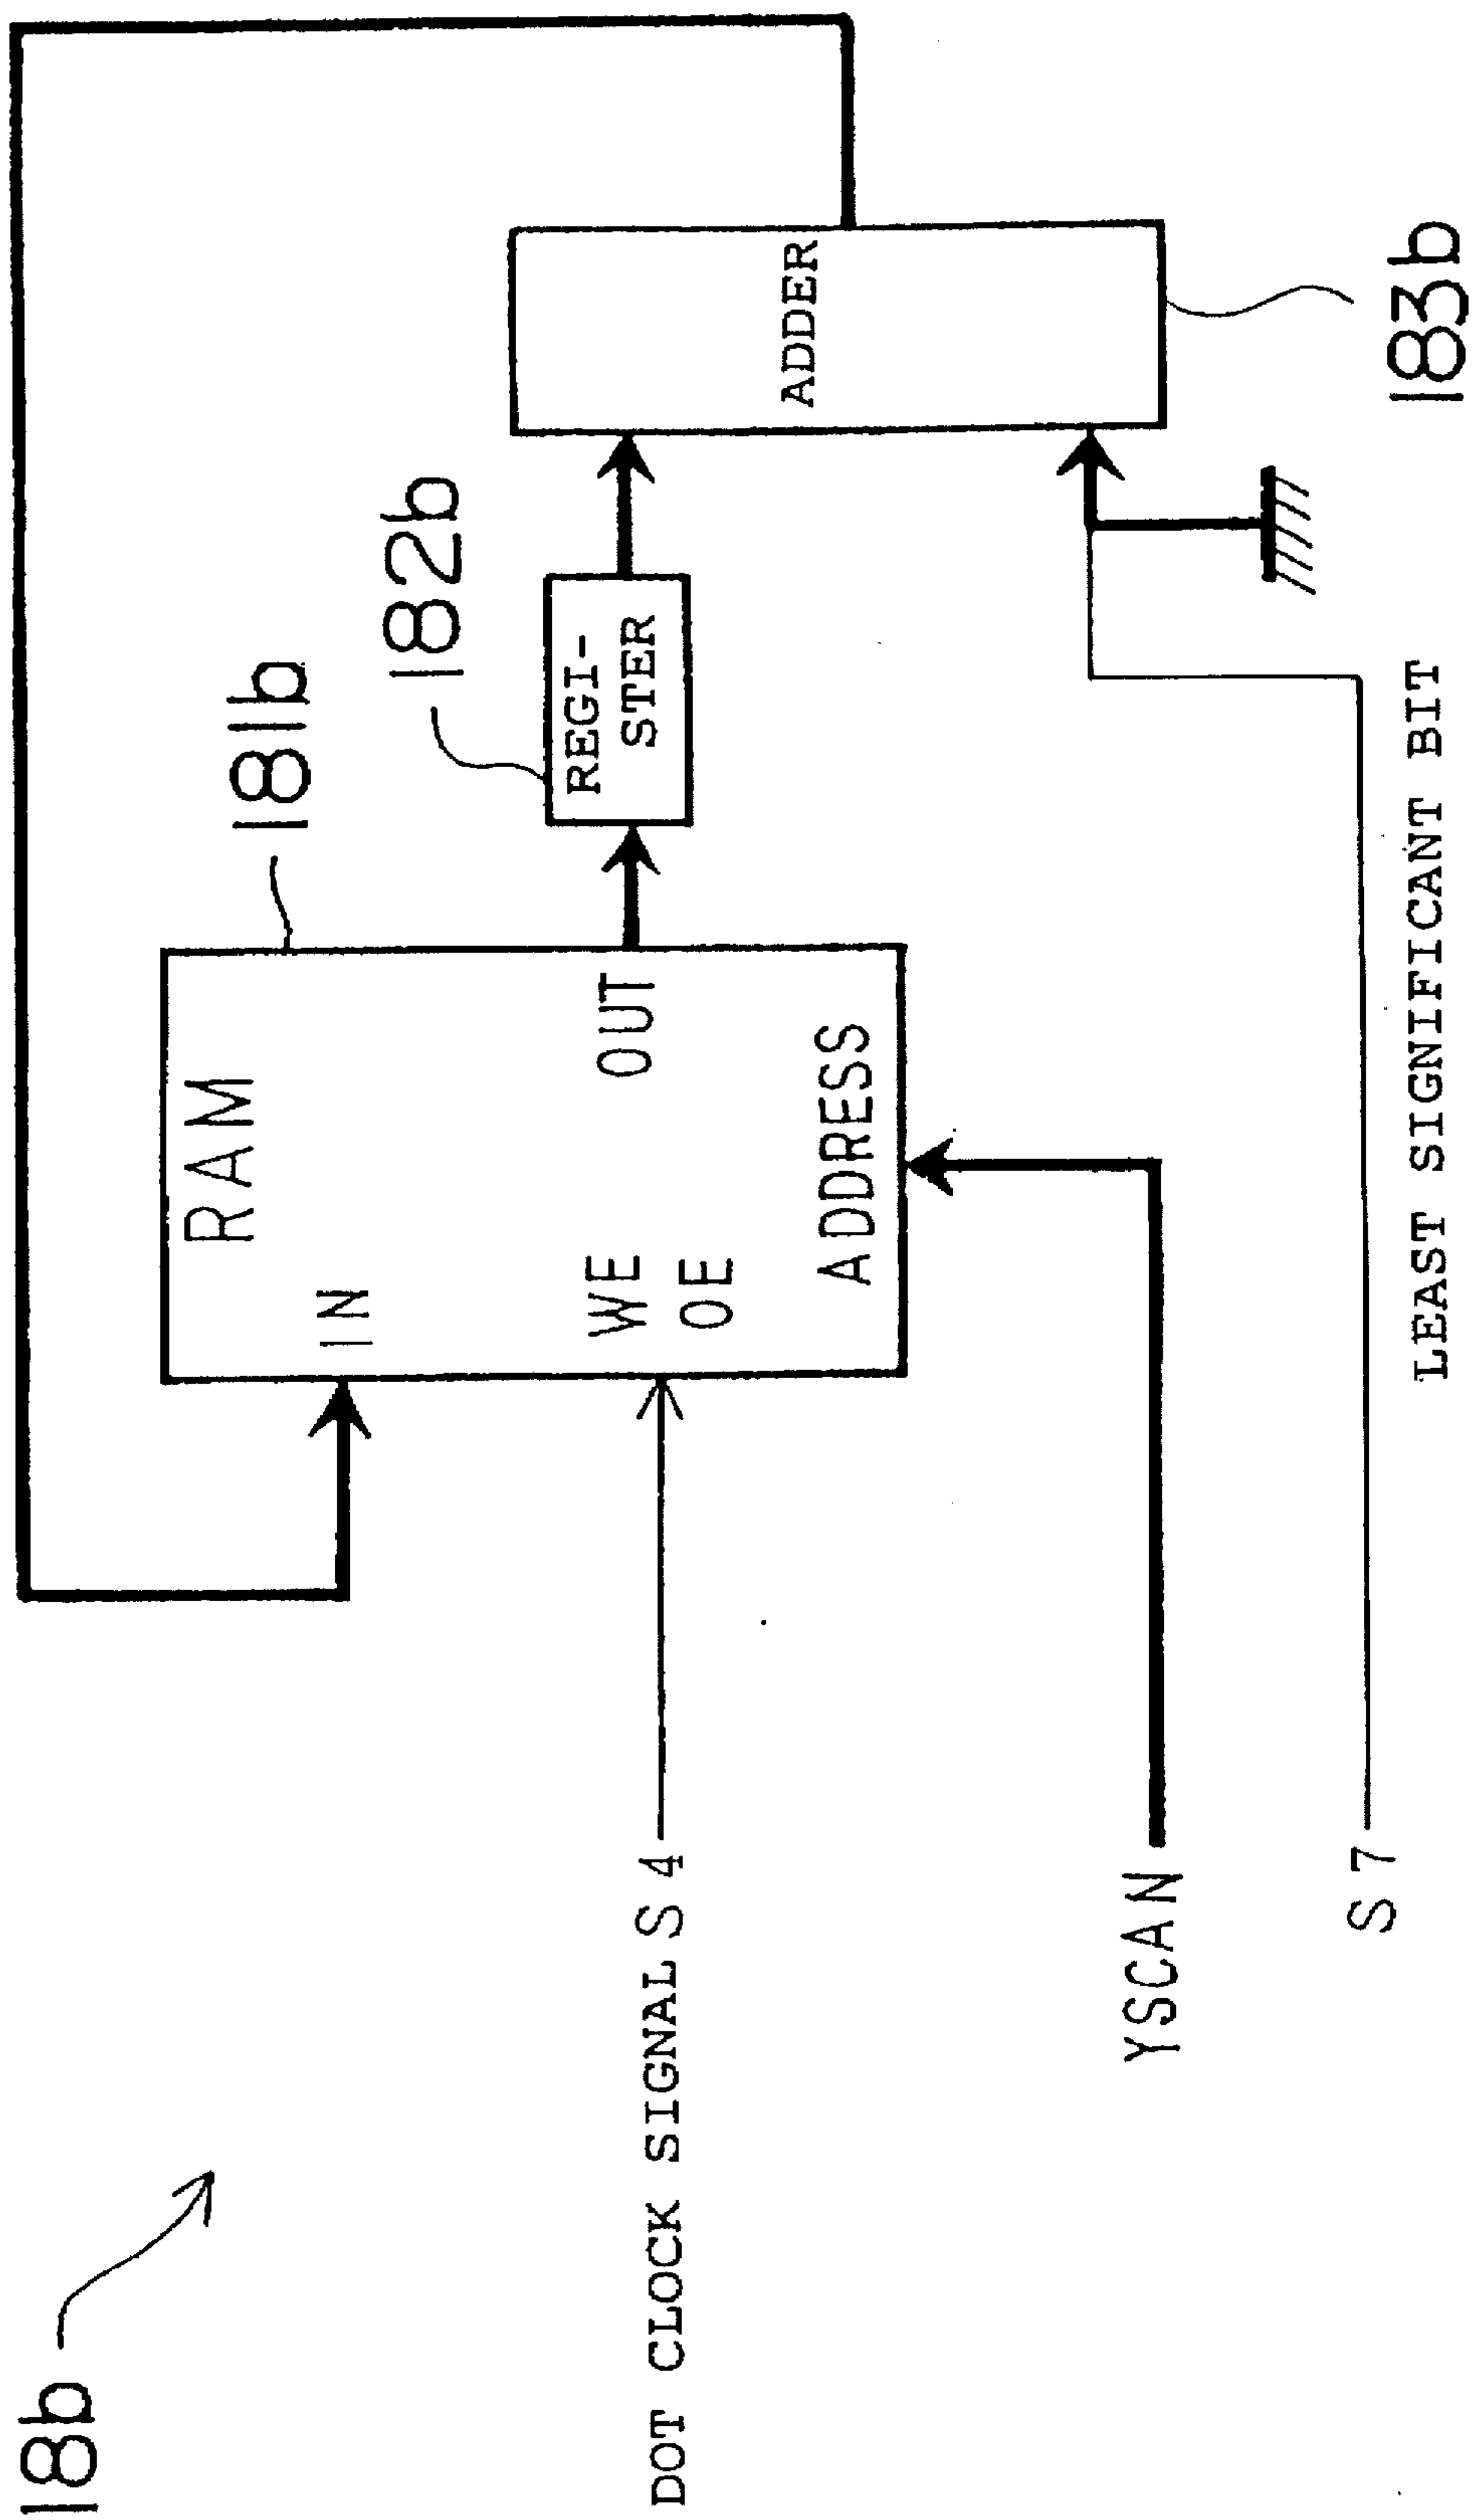 18b
181b
182b
183b
RAM
IN
OUT
WE
OE
ADDRESS
REGI-
STER
ADDER
DOT CLOCK SIGNAL S4
YSCAN
S7
LEAST SIGNIFICANT BIT